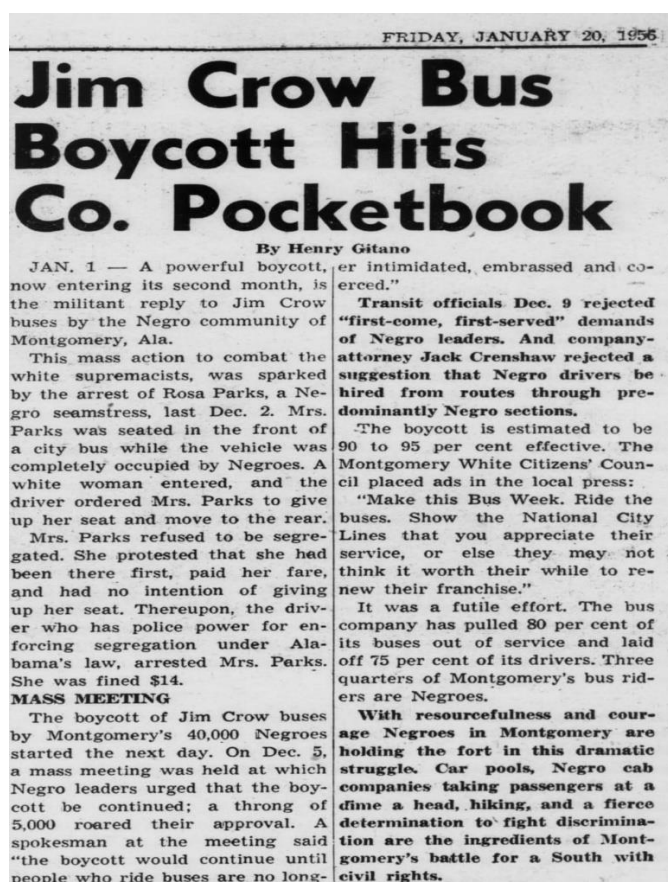 FRIDAY, JANUARY 20, 1956
Jim Crow Bus
Boycott Hits
Co. Pocketbook
By Henry Gitano
JAN. 1 — A powerful boycott,
now entering its second month, is
the militant reply to Jim Crow
buses by the Negro community of
Montgomery, Ala.
This mass action to combat the
white supremacists, was sparked
by the arrest of Rosa Parks, a Ne-
gro seamstress, last Dec. 2. Mrs.
Parks was seated in the front of
a city bus while the vehicle was
completely occupied by Negroes. A
white woman entered, and the
driver ordered Mrs. Parks to give
up her seat and move to the rear.
Mrs. Parks refused to be segre-
gated. She protested that she had
been there first, paid her fare,
and had no intention of giving
up her seat. Thereupon, the driv-
er who has police power for en-
forcing segregation under Ala-
bama's law, arrested Mrs. Parks.
She was fined $14.
MASS MEETING
The boycott of Jim Crow buses
by Montgomery's 40,000 Negroes
started the next day. On Dec. 5,
a mass meeting was held at which
Negro leaders urged that the boy-
cott be continued; a throng of
5,000 roared their approval. A
spokesman at the meeting said
"the boycott would continue until
people who ride buses are no long-
er intimidated, embrassed and co-
erced."
Transit officials Dec. 9 rejected
"first-come, first-served" demands
of Negro leaders. And company-
attorney Jack Crenshaw rejected a
suggestion that Negro drivers be
hired from routes through pre-
dominantly Negro sections.
The boycott is estimated to be
90 to 95 per cent effective. The
Montgomery White Citizens' Coun-
cil placed ads in the local press:
"Make this Bus Week. Ride the
buses. Show the National City
Lines that you appreciate their
service, or else they may not
think it worth their while to re-
new their franchise."
It was a futile effort. The bus
company has pulled 80 per cent of
its buses out of service and laid
off 75 per cent of its drivers. Three
quarters of Montgomery's bus rid-
ers are Negroes.
With resourcefulness and cour-
age Negroes in Montgomery are
holding the fort in this dramatic
struggle. Car pools, Negro cab
companies taking passengers at a
dime a head, hiking, and a fierce
determination to fight discrimina-
tion are the ingredients of Mont-
gomery's battle for a South with
civil rights.